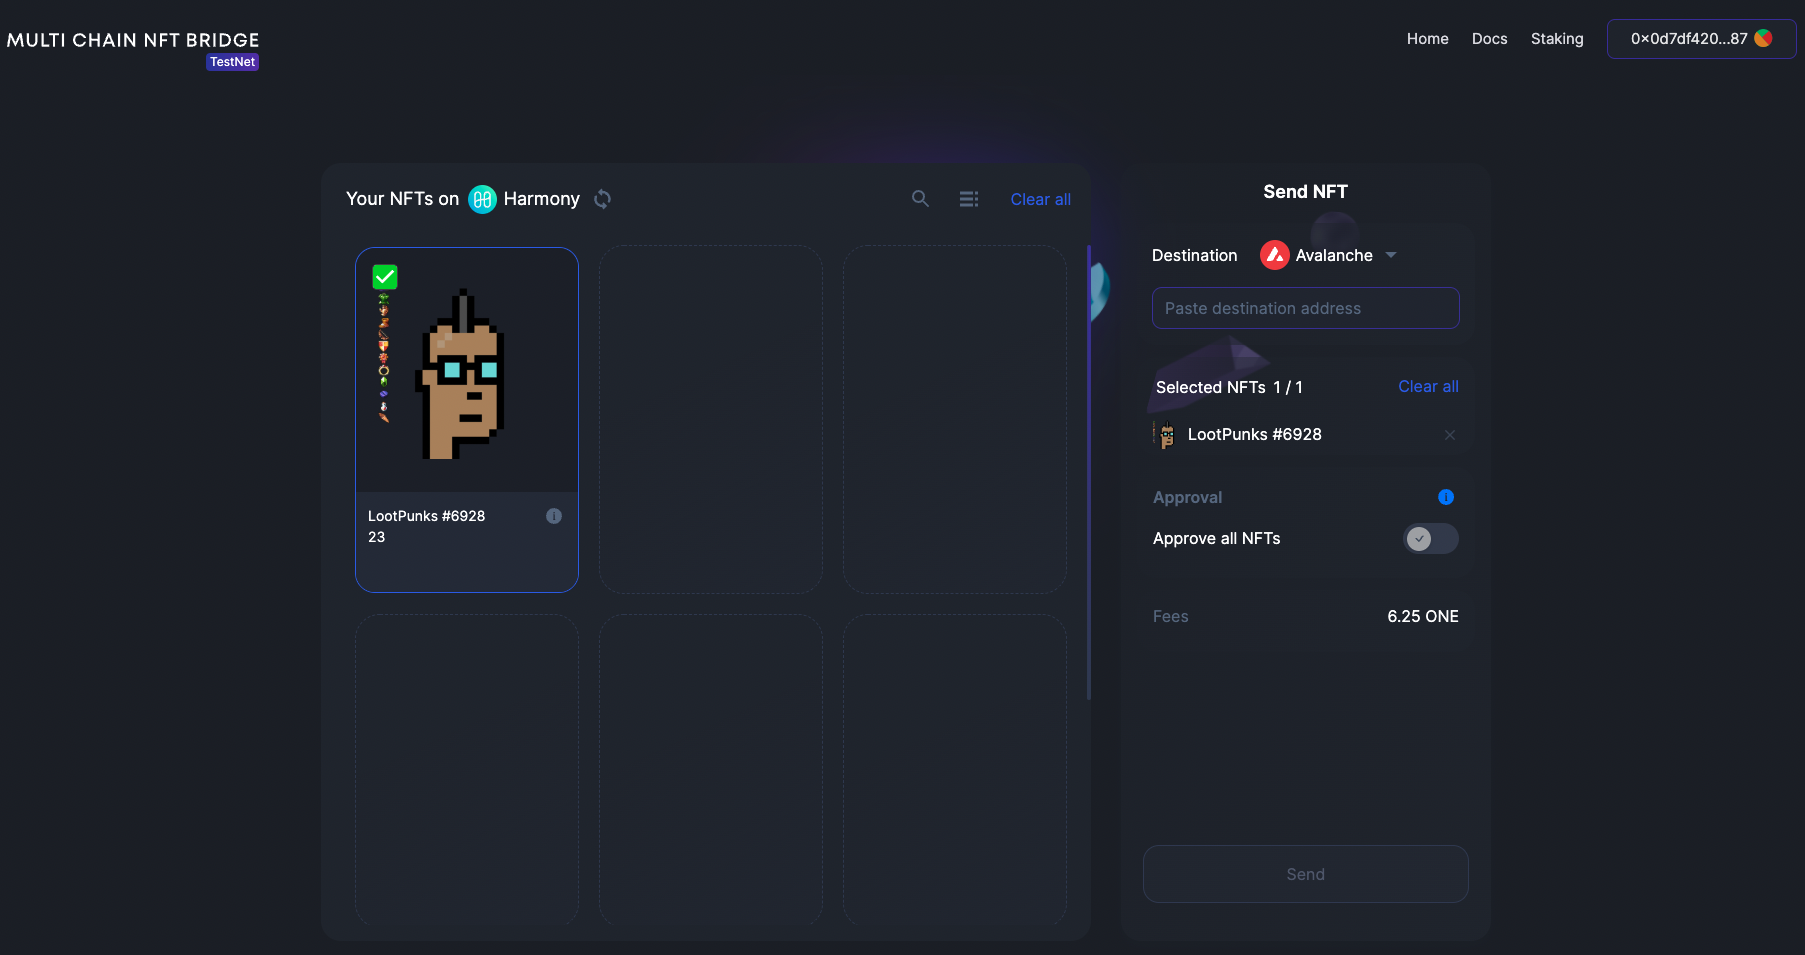 MULTI CHAIN NFT BRIDGE
TestNet
Home
Docs
Staking
0x0d7df420...87
Your NFTs on Harmony
Clear all
LootPunks #6928
23
Send NFT
Destination Avalanche
Paste destination address
Selected NFTs 1 / 1
Clear all
LootPunks #6928
Approval
Approve all NFTs
Fees
6.25 ONE
Send